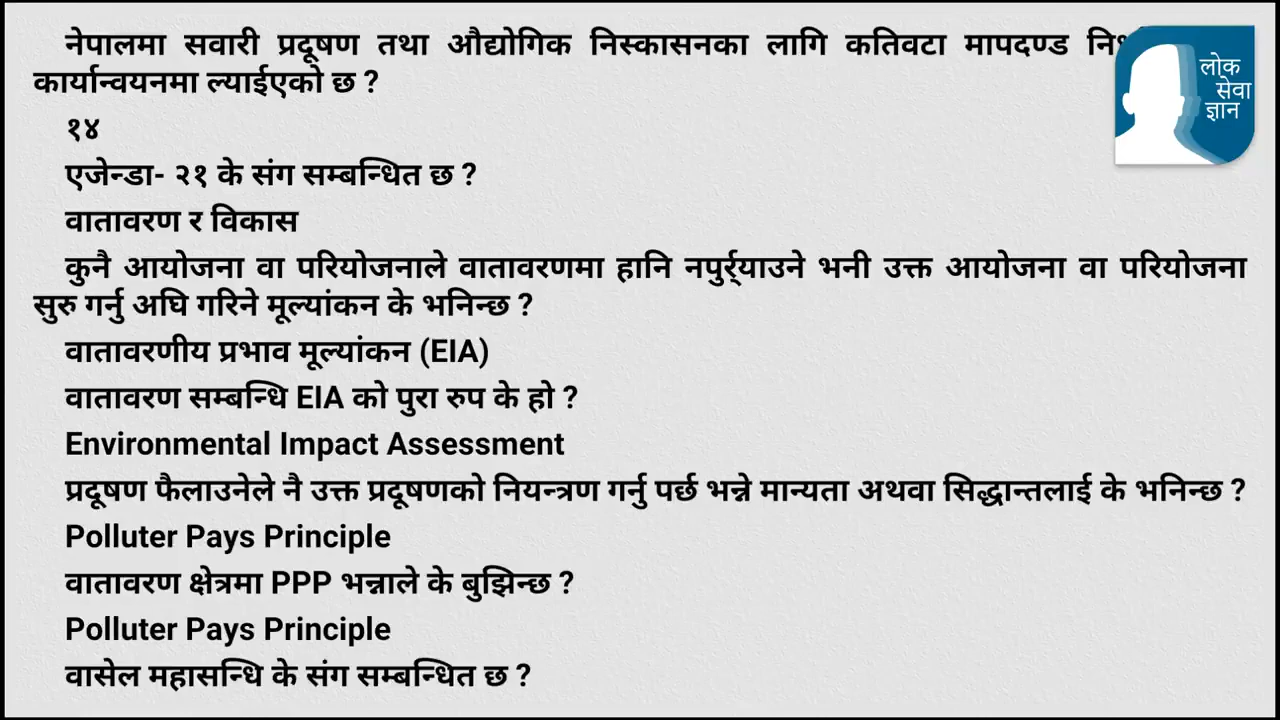 नेपालमा सवारी प्रदूषण तथा औद्योगिक निस्कासनका लागि कतिवटा मापदण्ड
कार्यान्वयनमा ल्याईएको छ ?
१४
एजेन्डा- २१ के संग सम्बन्धित छ ?
वातावरण र विकास
कुनै आयोजना वा परियोजनाले वातावरणमा हानि नपुर्र्याउने भनी उक्त आयोजना वा परियोजना
सुरु गर्नु अघि गरिने मूल्यांकन के भनिन्छ ?
वातावरणीय प्रभाव मूल्यांकन (EIA)
वातावरण सम्बन्धि EIA को पुरा रुप के हो ?
Environmental Impact Assessment
प्रदूषण फैलाउनेले नै उक्त प्रदूषणको नियन्त्रण गर्नु पर्छ भन्ने मान्यता अथवा सिद्धान्तलाई के भनिन्छ ?
Polluter Pays Principle
वातावरण क्षेत्रमा PPP भन्नाले के बुझिन्छ ?
Polluter Pays Principle
वासेल महासन्धि के संग सम्बन्धित छ ?
लोक
सेवा
ज्ञान